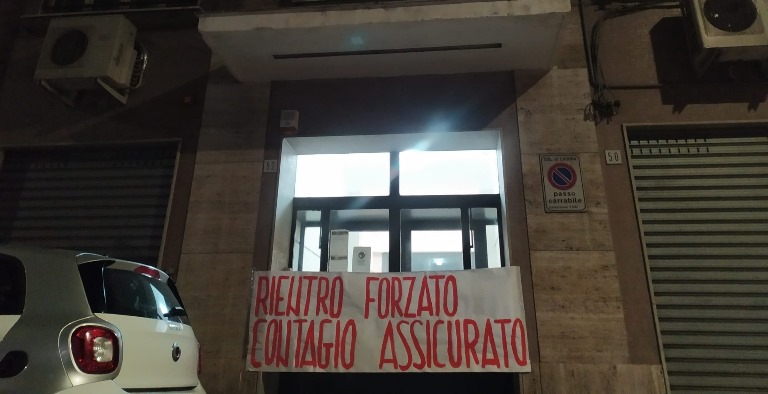 50
passo
carrabile
RIENTRO FORZATO
CONTAGIO ASSICURATO